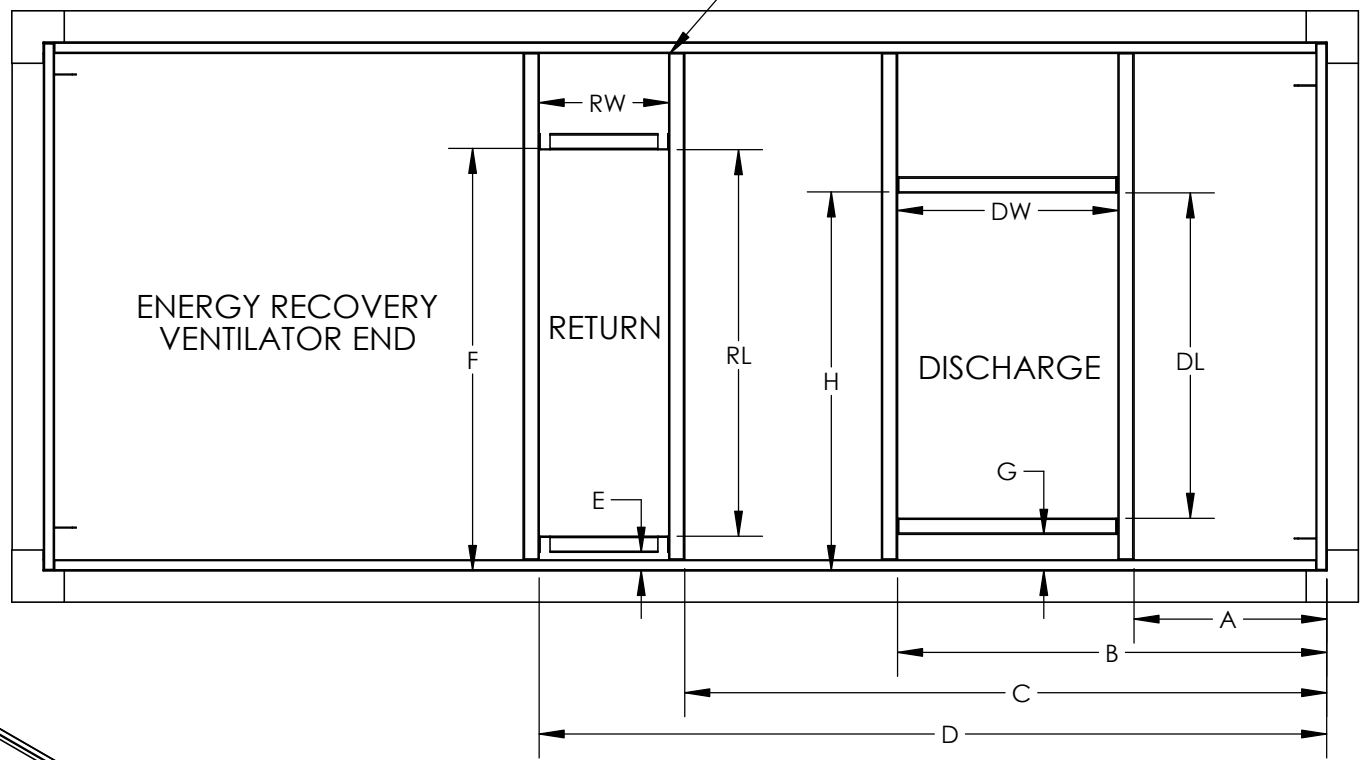 RW
DW
ENERGY RECOVERY
VENTILATOR END
RETURN
F
RL
H
DISCHARGE
DL
E
G
A
B
C
D